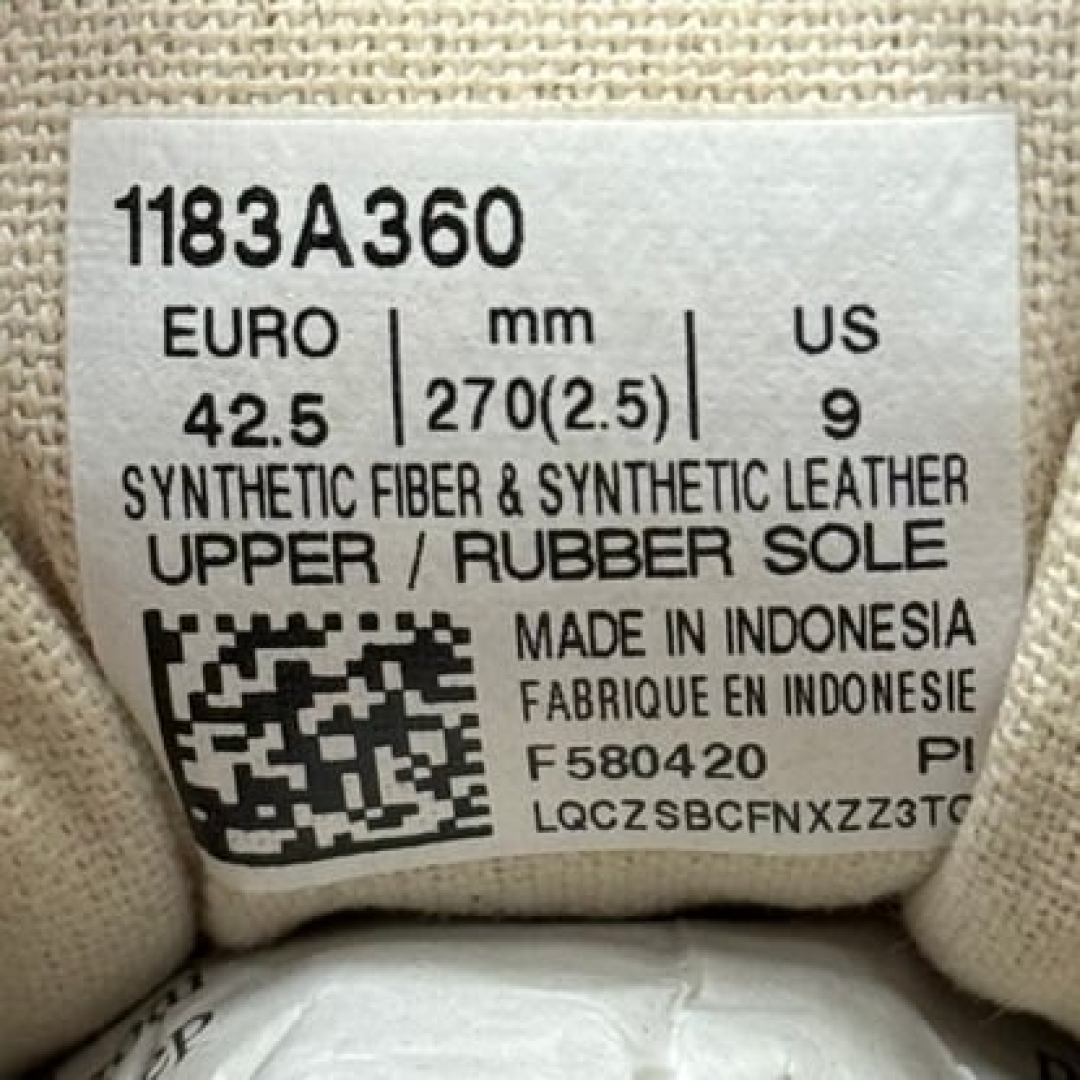 1183A360
EURO | mm | US
42.5 | 270(2.5) | 9
SYNTHETIC FIBER & SYNTHETIC LEATHER
UPPER / RUBBER SOLE
MADE IN INDONESIA
FABRIQUE EN INDONESIE
F580420 PI
LQCZSBCFNXZZ3T